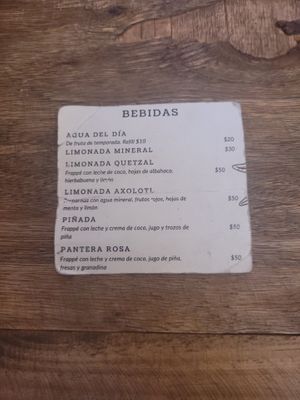 BEBIDAS
AGUA DEL DÍA
De fruta de temporada. Refill $10 $20
LIMONADA MINERAL $30
LIMONADA QUETZAL
Frappé con leche de coco, hojas de albahaca, $50
hierbabuena y limón
LIMONADA AXOLOTL
con agua mineral, frutos rojos, hojas de $50
menta y limón
PIÑADA
Frappé con leche y crema de coco, jugo y trozos de $50
piña
PANTERA ROSA
Frappé con leche y crema de coco, jugo de piña, $50
fresas y granadina